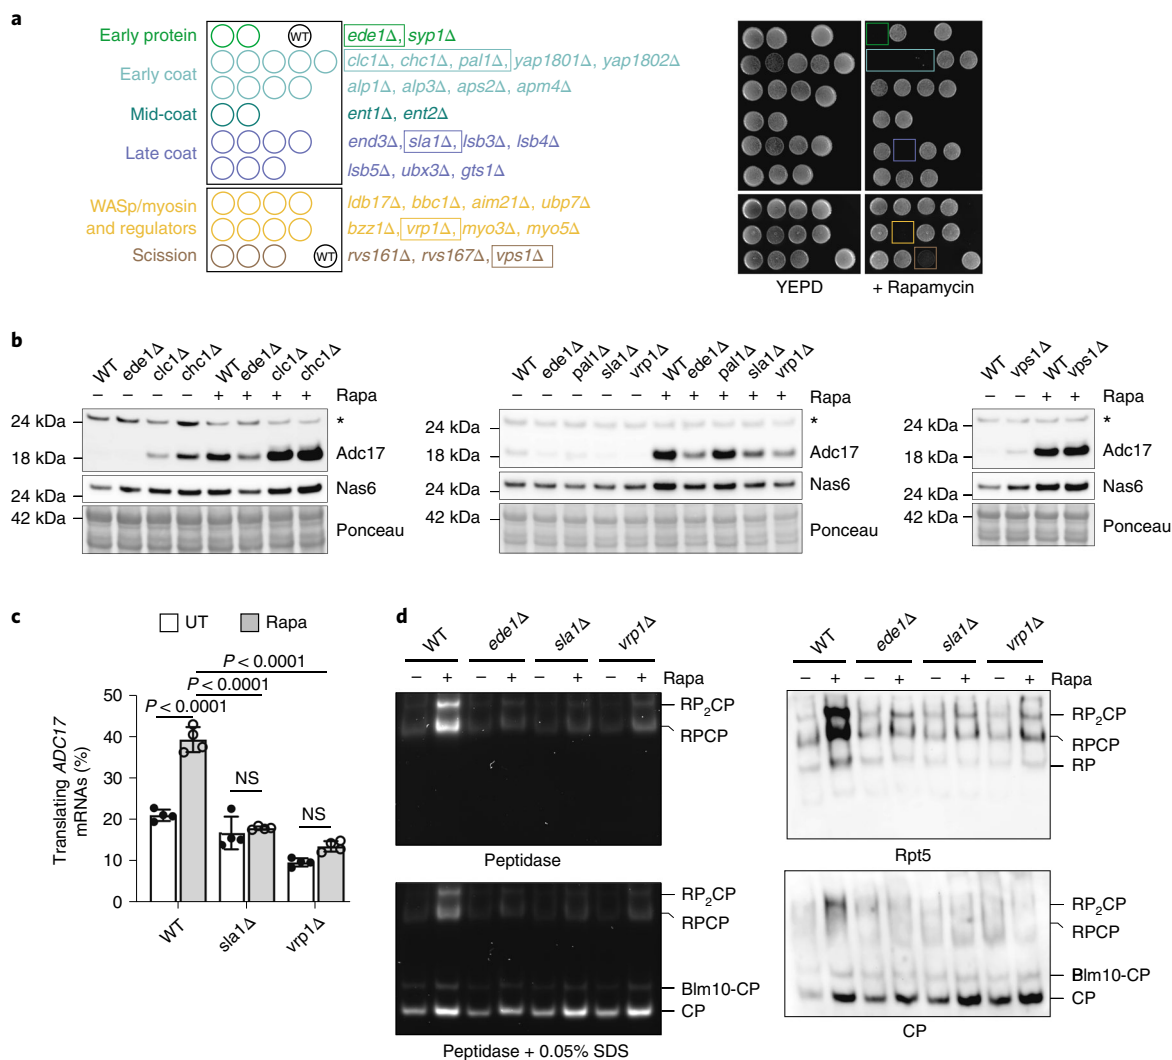 a
Early protein
WT
ede1Δ, syp1Δ
Early coat
clc1Δ, chc1Δ, pal1Δ, yap1801Δ, yap1802Δ
alp1Δ, alp3Δ, aps2Δ, apm4Δ
Mid-coat
ent1Δ, ent2Δ
Late coat
end3Δ, sla1Δ, lsb3Δ, lsb4Δ
lsb5Δ, ubx3Δ, gts1Δ
WASp/myosin
and regulators
ldb17Δ, bbc1Δ, aim21Δ, ubp7Δ
bzz1Δ, vrp1Δ, myo3Δ, myo5Δ
Scission
WT
rvs161Δ, rvs167Δ, vps1Δ
YEPD
+ Rapamycin
b
WT ede1Δ clc1Δ chc1Δ WT ede1Δ clc1Δ chc1Δ
– – – – + + + + Rapa
24 kDa *
18 kDa Adc17
24 kDa Nas6
42 kDa Ponceau
WT ede1Δ pal1Δ sla1Δ vrp1Δ WT ede1Δ pal1Δ sla1Δ vrp1Δ
– – – – – + + + + + Rapa
24 kDa *
18 kDa Adc17
24 kDa Nas6
42 kDa Ponceau
WT vps1Δ WT vps1Δ
– – + + Rapa
24 kDa *
18 kDa Adc17
24 kDa Nas6
42 kDa Ponceau
c
UT Rapa
P < 0.0001
P < 0.0001
P < 0.0001
NS
NS
Translating ADC17
mRNAs (%)
50
40
30
20
10
0
WT
sla1Δ
vrp1Δ
d
WT ede1Δ sla1Δ vrp1Δ
– + – + – + – + Rapa
RP2CP
RPCP
Peptidase
RP2CP
RPCP
Blm10-CP
CP
Peptidase + 0.05% SDS
WT ede1Δ sla1Δ vrp1Δ
– + – + – + – + Rapa
RP2CP
RPCP
RP
Rpt5
RP2CP
RPCP
Blm10-CP
CP
CP